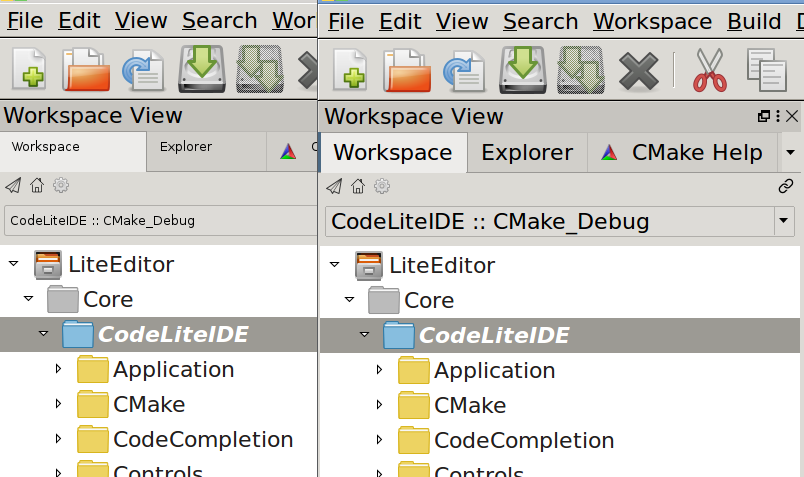 File Edit View Search Wor
Workspace View
Workspace Explorer C
CodeLiteIDE :: CMake_Debug
LiteEditor
Core
CodeLiteIDE
Application
CMake
CodeCompletion
Controls
File Edit View Search Workspace Build D
Workspace View
Workspace Explorer CMake Help
CodeLiteIDE :: CMake_Debug
LiteEditor
Core
CodeLiteIDE
Application
CMake
CodeCompletion
Controls